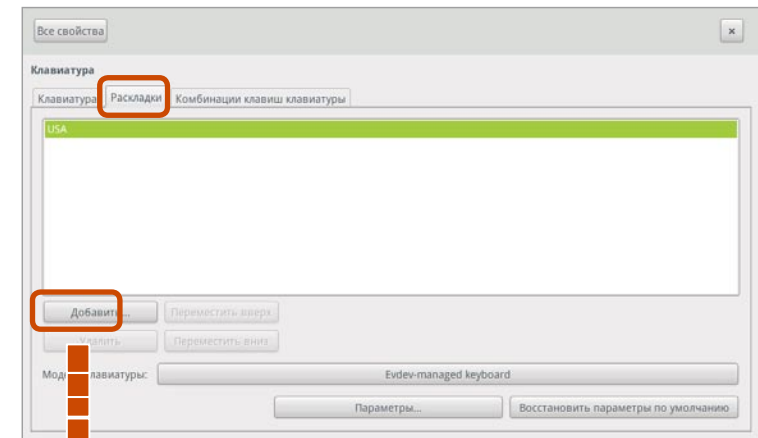 Все свойства
×
Клавиатура
Клавиатура Раскладки Комбинации клавиш клавиатуры
USA
Добавить... Переместить вверх
Удалить Переместить вниз
Модель клавиатуры: Evdev-managed keyboard
Параметры... Восстановить параметры по умолчанию